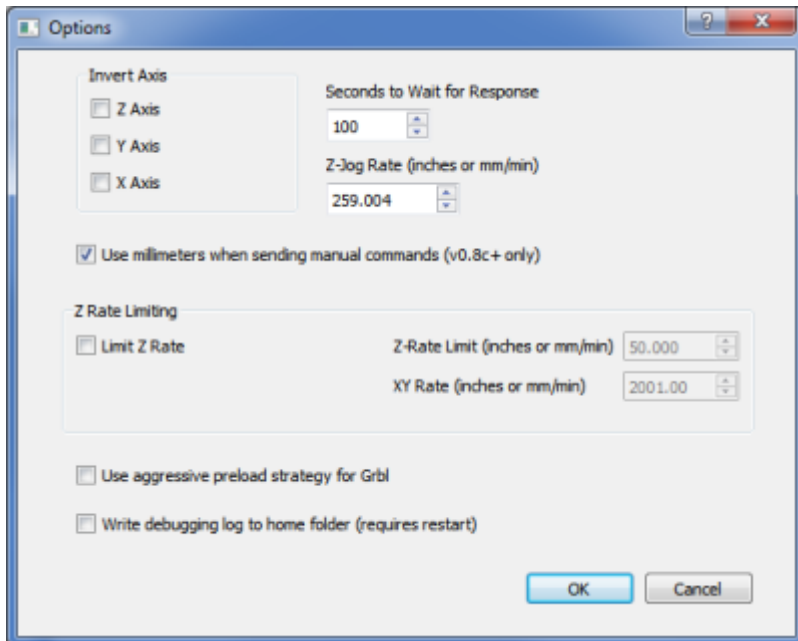 Options
Invert Axis
Z Axis
Y Axis
X Axis
Seconds to Wait for Response
100
Z-Jog Rate (inches or mm/min)
259.004
Use millimeters when sending manual commands (v0.8c+ only)
Z Rate Limiting
Limit Z Rate
Z-Rate Limit (inches or mm/min) 50.000
XY Rate (inches or mm/min) 2001.00
Use aggressive preload strategy for Grbl
Write debugging log to home folder (requires restart)
OK Cancel